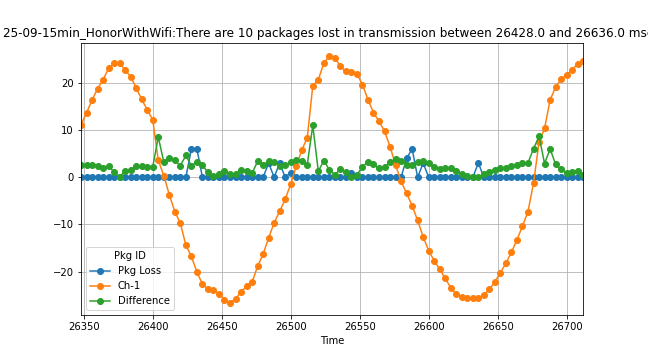 25-09-15min_HonorWithWifi:There are 10 packages lost in transmission between 26428.0 and 26636.0 mse
20
10
0
−10
−20
Pkg ID
Pkg Loss
Ch-1
Difference
26350 26400 26450 26500 26550 26600 26650 26700
Time